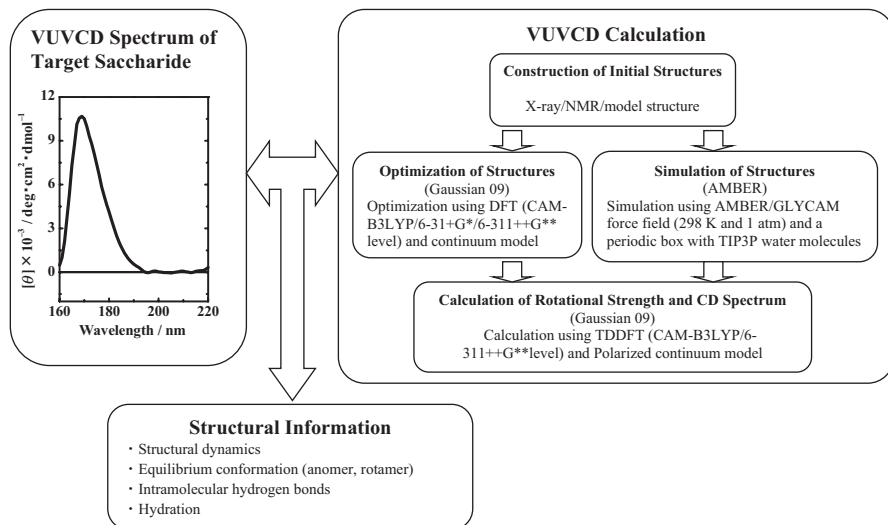 VUVCD Spectrum of
Target Saccharide
12
9
6
3
0
160
180
200
220
[θ] × 10⁻³ / deg・cm²・dmol⁻¹
Wavelength / nm
VUVCD Calculation
Construction of Initial Structures
X-ray/NMR/model structure
Optimization of Structures
(Gaussian 09)
Optimization using DFT (CAM-
B3LYP/6-31+G*/6-311++G**
level) and continuum model
Simulation of Structures
(AMBER)
Simulation using AMBER/GLYCAM
force field (298 K and 1 atm) and a
periodic box with TIP3P water molecules
Calculation of Rotational Strength and CD Spectrum
(Gaussian 09)
Calculation using TDDFT (CAM-B3LYP/6-
311++G**level) and Polarized continuum model
Structural Information
・Structural dynamics
・Equilibrium conformation (anomer, rotamer)
・Intramolecular hydrogen bonds
・Hydration